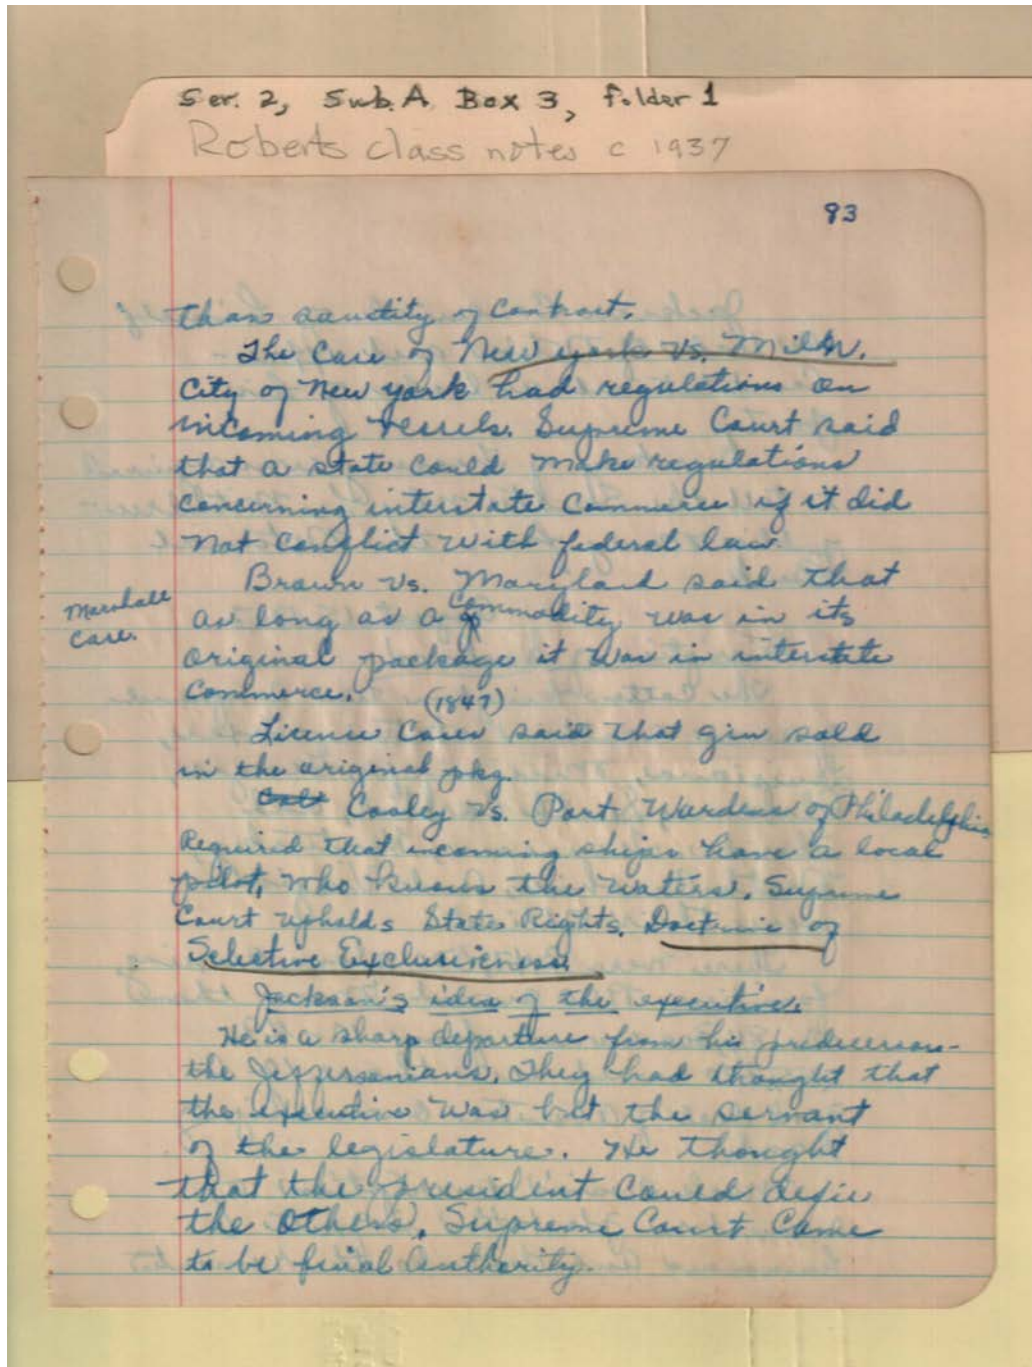 Ser. 2, Sub. A Box 3, folder 1
Roberts class notes c 1937
93
than sanctity of Contract.
The Case of New York vs. Miln.
City of New York had regulations on
incoming vessels. Supreme Court said
that a state could make regulations
concerning interstate Commerce if it did
not conflict with federal law.
Brown vs. Maryland said that
Marshall
Case.
as long as a commodity was in its
original package it was in interstate
Commerce.
(1847)
License Cases said that gin sold
in the original pkg.
Cooley vs. Port Wardens of Philadelphia
Required that incoming ships have a local
pilot, who knows the waters. Supreme
Court upholds State Rights. Doctrine of
Selective Exclusiveness
Jackson's idea of the executive.
He is a sharp departure from his predecessors-
the Jeffersonians. They had thought that
the executive was but the servant
of the legislature. He thought
that the president could defie
the others. Supreme Court came
to be final authority.